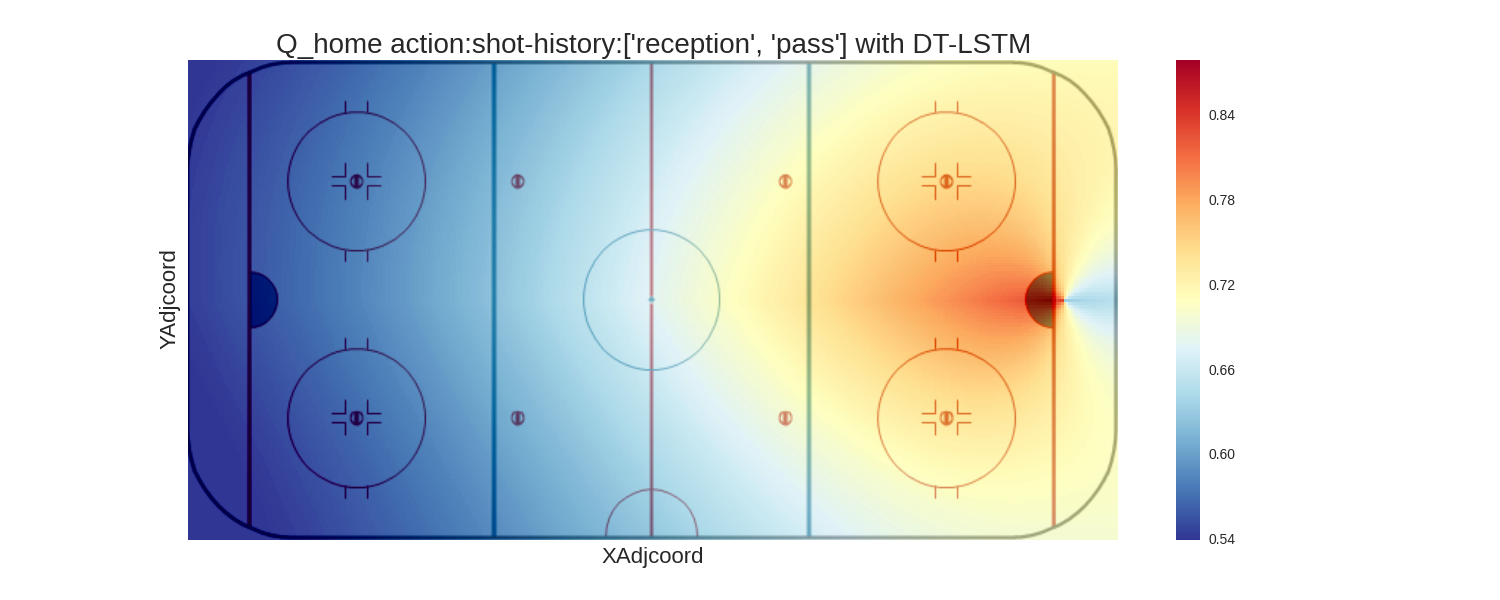 Q_home action:shot-history:['reception', 'pass'] with DT-LSTM
YAdjcoord
XAdjcoord
0.84
0.78
0.72
0.66
0.60
0.54